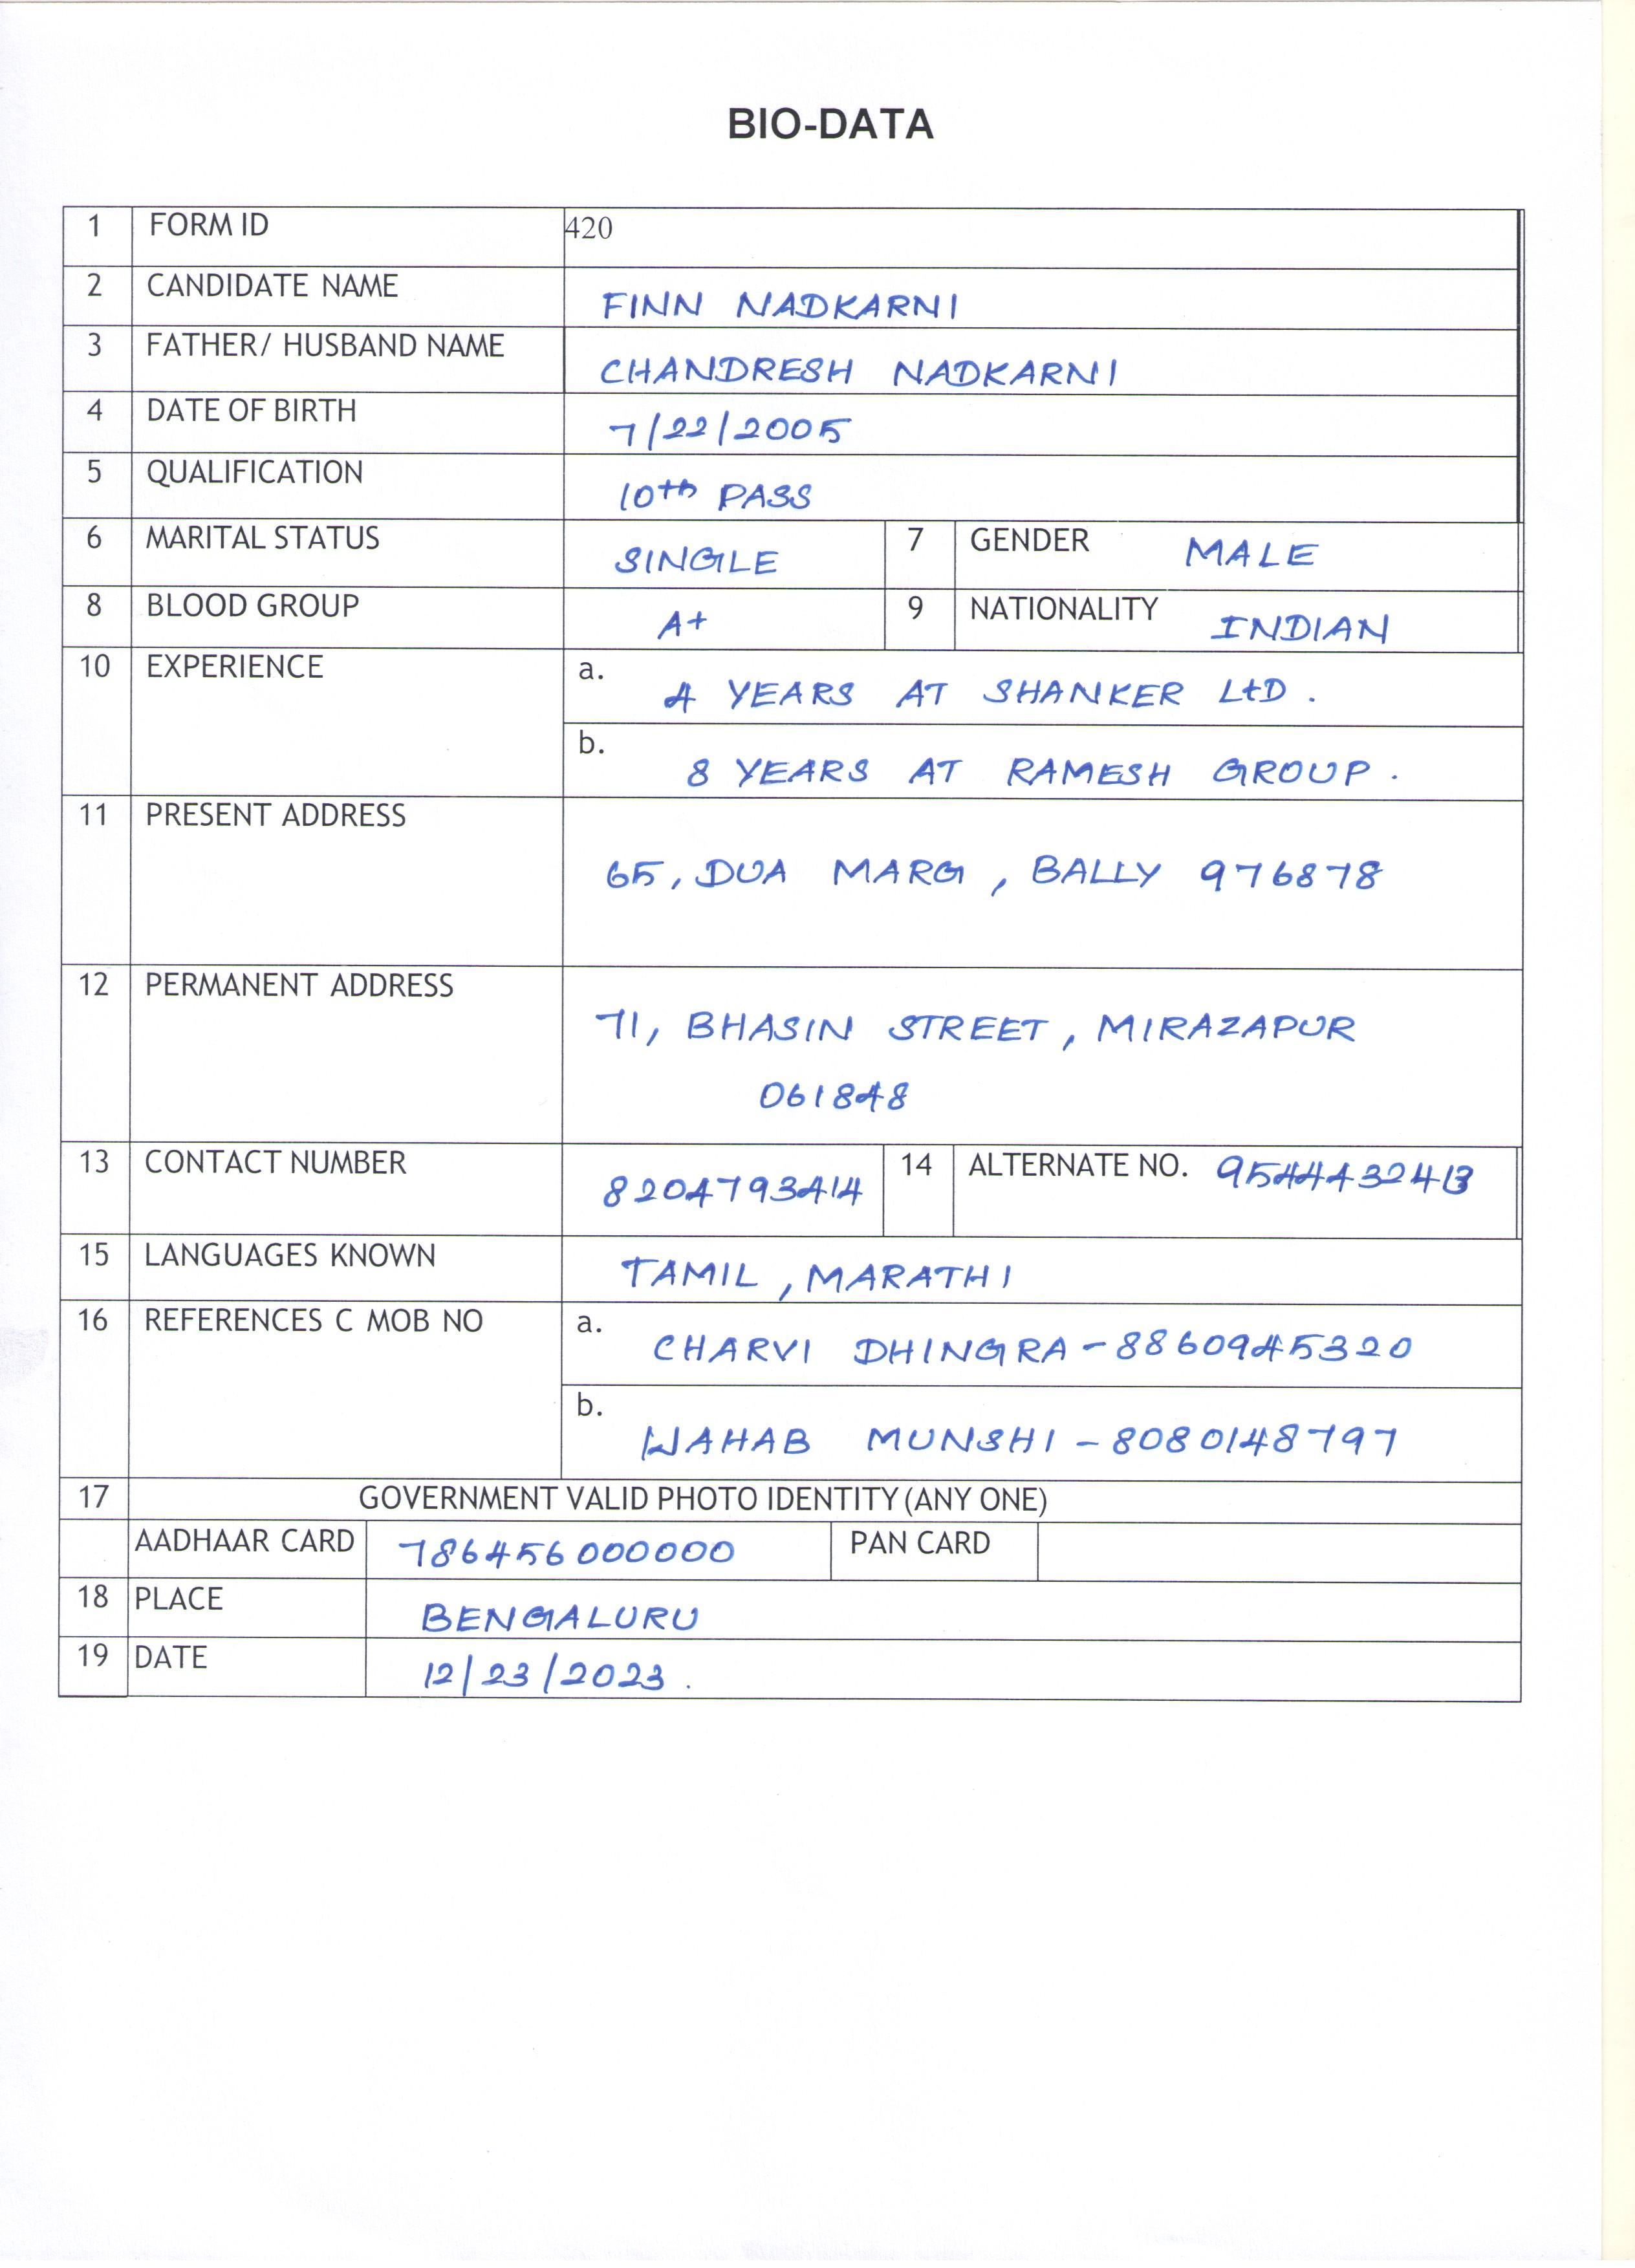 BIO-DATA
1 FORM ID 420
2 CANDIDATE NAME FINN NADKARNI
3 FATHER/ HUSBAND NAME CHANDRESH NADKARNI
4 DATE OF BIRTH 7/22/2005
5 QUALIFICATION 10th PASS
6 MARITAL STATUS SINGLE 7 GENDER MALE
8 BLOOD GROUP A+ 9 NATIONALITY INDIAN
10 EXPERIENCE a. 4 YEARS AT SHANKER LtD .
b. 8 YEARS AT RAMESH GROUP .
11 PRESENT ADDRESS
65, DUA MARG , BALLY 976878
12 PERMANENT ADDRESS
71, BHASIN STREET , MIRAZAPUR
061848
13 CONTACT NUMBER 8204793414 14 ALTERNATE NO. 9544432413
15 LANGUAGES KNOWN TAMIL , MARATHI
16 REFERENCES C MOB NO a. CHARVI DHINGRA - 8860945320
b. WAHAB MUNSHI - 8080148797
17 GOVERNMENT VALID PHOTO IDENTITY (ANY ONE)
AADHAAR CARD 786456000000 PAN CARD
18 PLACE BENGALURU
19 DATE 12/23/2023 .